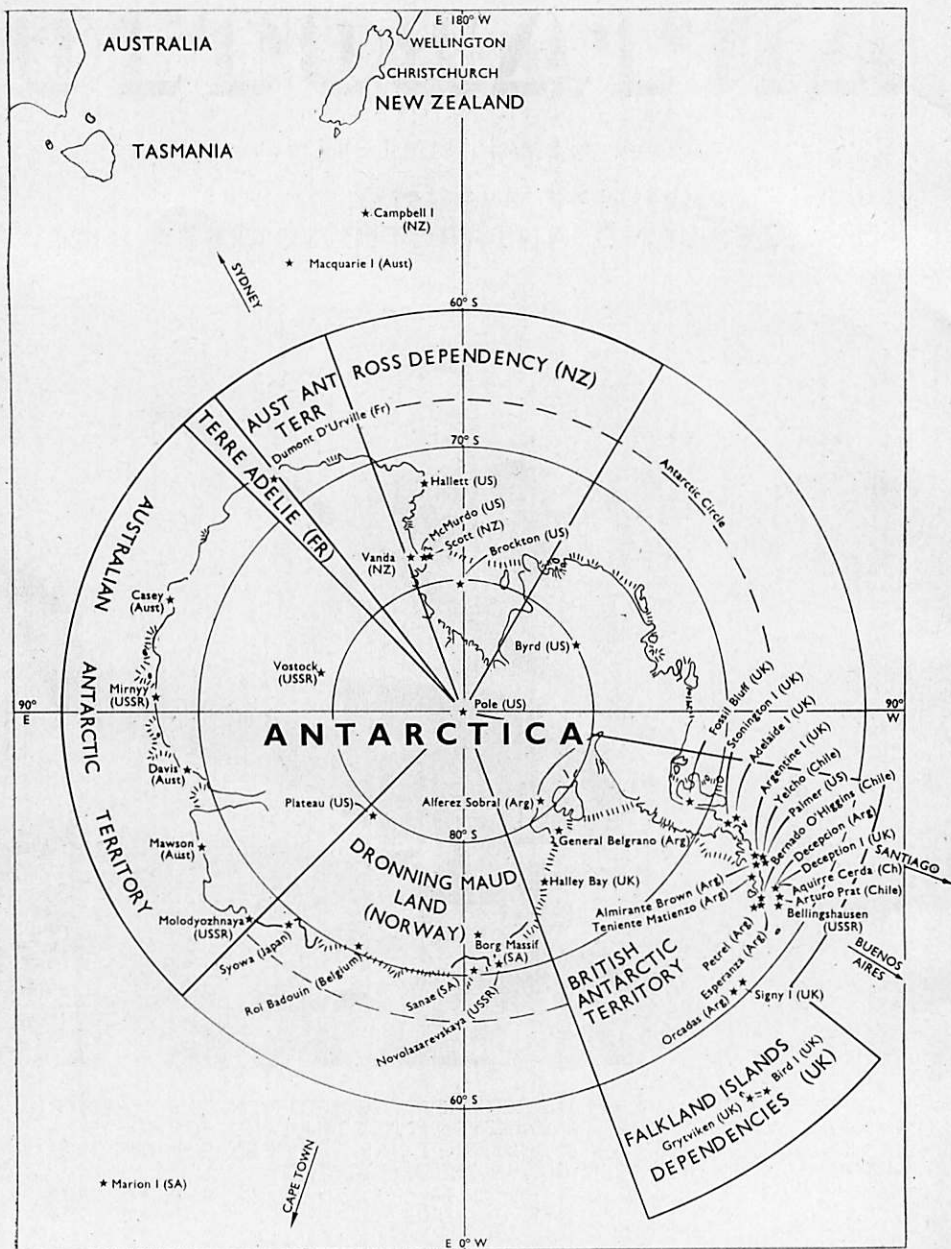 E 180° W
AUSTRALIA
WELLINGTON
CHRISTCHURCH
NEW ZEALAND
TASMANIA
Campbell I
(NZ)
Macquarie I (Aust)
SYDNEY
60° S
ROSS DEPENDENCY (NZ)
AUST ANT
TERR
TERRE ADELIE (FR)
Dumont D'Urville (Fr)
70° S
Antarctic Circle
Hallett (US)
McMurdo (US)
Scott (NZ)
Vanda
(NZ)
Brockton (US)
AUSTRALIAN
ANTARCTIC
TERRITORY
Casey
(Aust)
Byrd (US)
Vostock
(USSR)
Mirnyy
(USSR)
90°
E
Pole (US)
90°
W
ANTARCTICA
Fossil Bluff (UK)
Stonnington I (UK)
Adelaide I (UK)
Argentine I (UK)
Yelcho (Chile)
Palmer (US)
Bernado O'Higgins (Chile)
Decepcion (Arg)
Deception I (UK)
Aquirre Cerda (Ch)
Arturo Prat (Chile)
Bellingshausen
(USSR)
SANTIAGO
BUENOS
AIRES
Davis
(Aust)
Plateau (US)
Alferez Sobral (Arg)
80° S
General Belgrano (Arg)
Mawson
(Aust)
DRONNING MAUD
LAND
(NORWAY)
Halley Bay (UK)
Almirante Brown (Arg)
Teniente Matienzo (Arg)
Molodyozhnaya
(USSR)
Syowa (Japan)
Roi Badouin (Belgium)
Borg Massif
(SA)
Sanae (SA)
Novolazarevskaya (USSR)
BRITISH
ANTARCTIC
TERRITORY
Petrel (Arg)
Esperanza (Arg)
Orcadas (Arg)
Signy I (UK)
60° S
FALKLAND ISLANDS
Grytviken (UK)
Bird I (UK)
DEPENDENCIES
(UK)
Marion I (SA)
CAPE TOWN
E 0° W